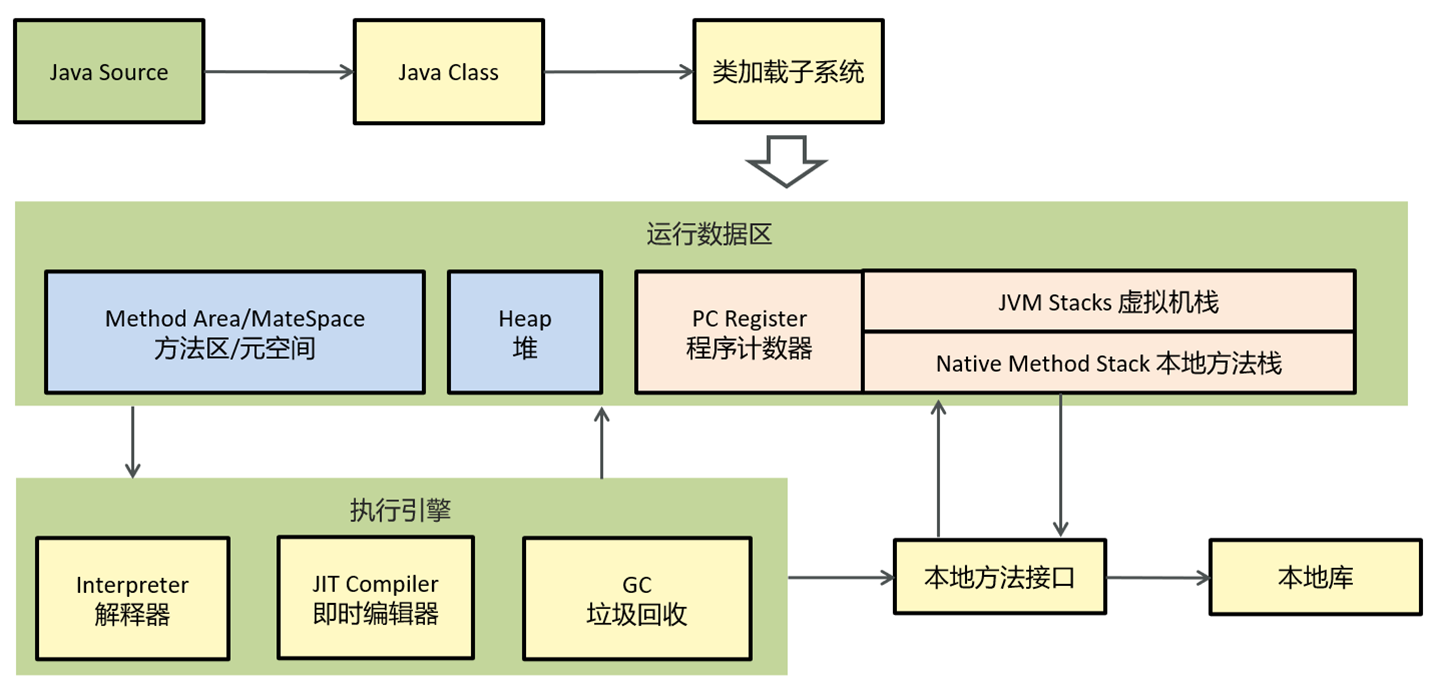 Java Source
Java Class
类加载子系统
运行数据区
Method Area/MateSpace
方法区/元空间
Heap
堆
PC Register
程序计数器
JVM Stacks 虚拟机栈
Native Method Stack 本地方法栈
执行引擎
Interpreter
解释器
JIT Compiler
即时编辑器
GC
垃圾回收
本地方法接口
本地库